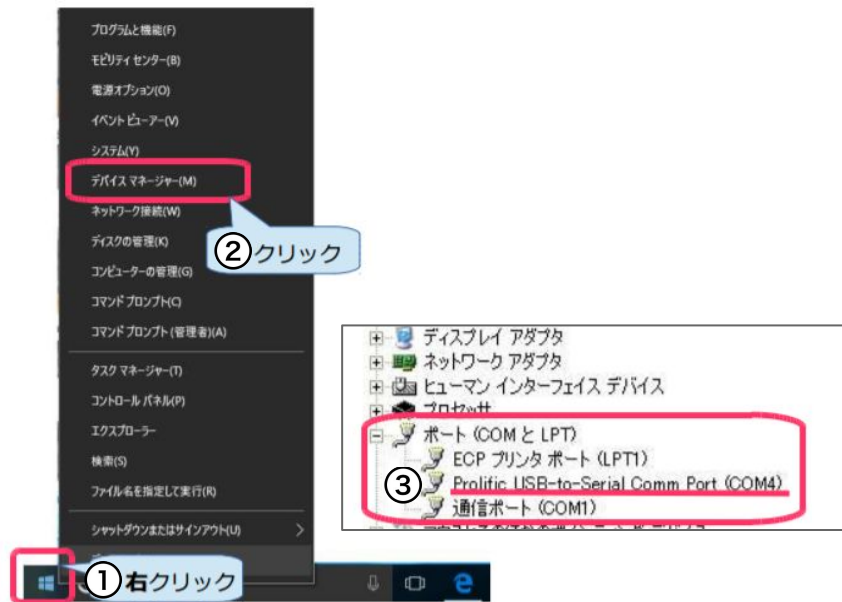 プログラムと機能(F)
モビリティ センター(B)
電源オプション(O)
イベント ビューアー(V)
システム(Y)
デバイス マネージャー(M)
ネットワーク接続(W)
ディスクの管理(K)
②クリック
コンピューターの管理(G)
コマンド プロンプト(C)
コマンド プロンプト (管理者)(A)
タスク マネージャー(T)
コントロール パネル(P)
エクスプローラー
検索(S)
ファイル名を指定して実行(R)
シャットダウンまたはサインアウト(U)
①右クリック
ディスプレイ アダプタ
ネットワーク アダプタ
ヒューマン インターフェイス デバイス
プロセッサ
ポート (COM と LPT)
ECP プリンタ ポート (LPT1)
③ Prolific USB-to-Serial Comm Port (COM4)
通信ポート (COM1)